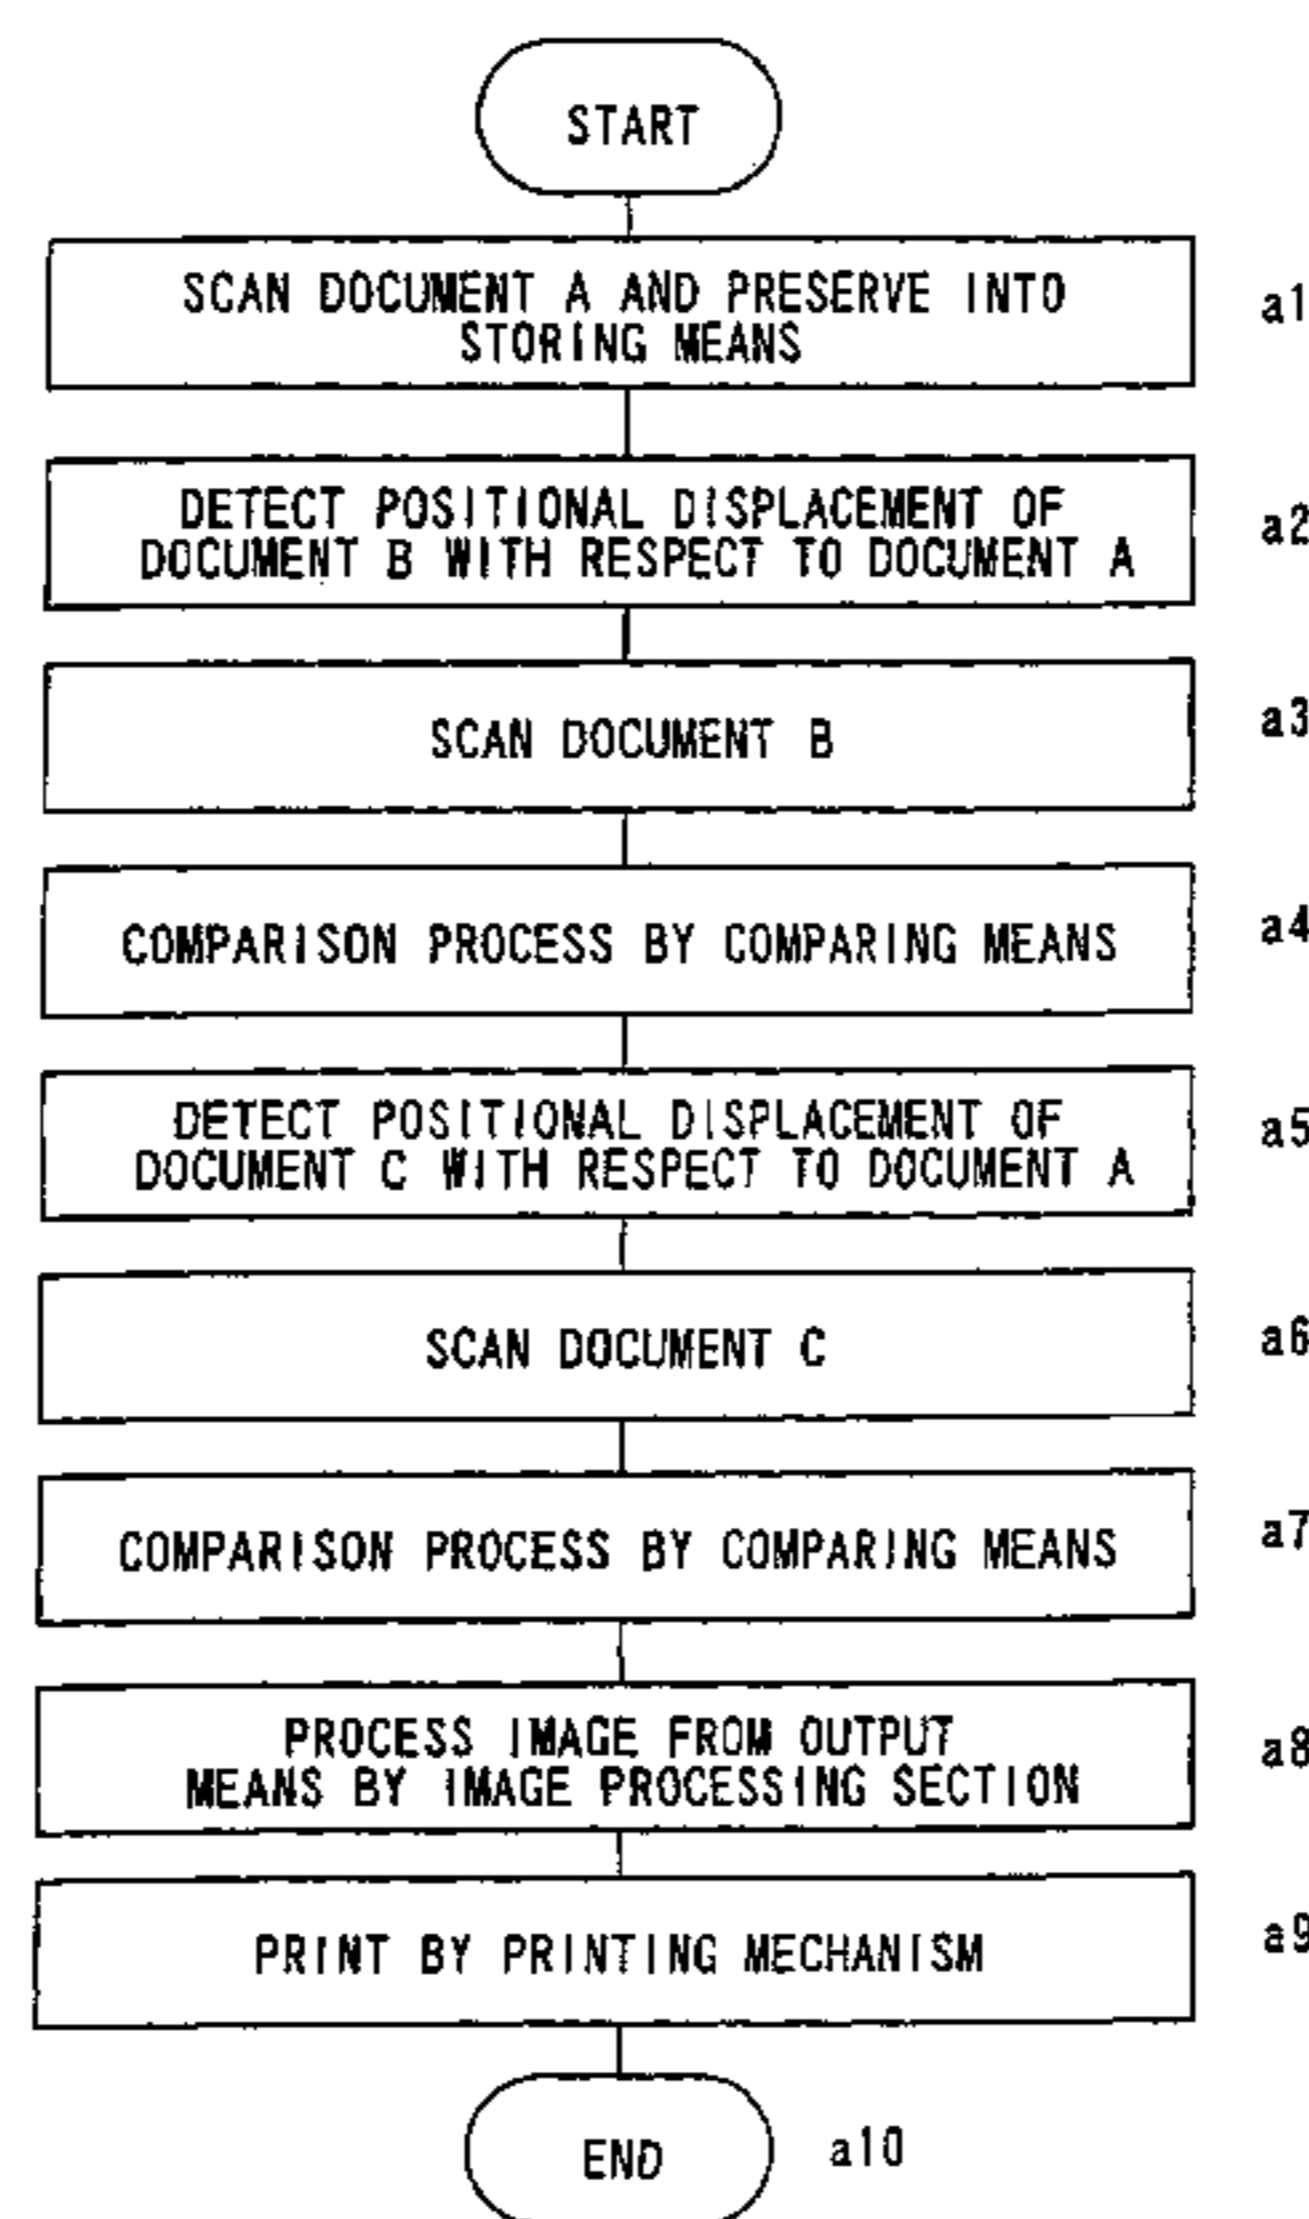 START
SCAN DOCUMENT A AND PRESERVE INTO
STORING MEANS
a1
DETECT POSITIONAL DISPLACEMENT OF
DOCUMENT B WITH RESPECT TO DOCUMENT A
a2
SCAN DOCUMENT B
a3
COMPARISON PROCESS BY COMPARING MEANS
a4
DETECT POSITIONAL DISPLACEMENT OF
DOCUMENT C WITH RESPECT TO DOCUMENT A
a5
SCAN DOCUMENT C
a6
COMPARISON PROCESS BY COMPARING MEANS
a7
PROCESS IMAGE FROM OUTPUT
MEANS BY IMAGE PROCESSING SECTION
a8
PRINT BY PRINTING MECHANISM
a9
END
a10